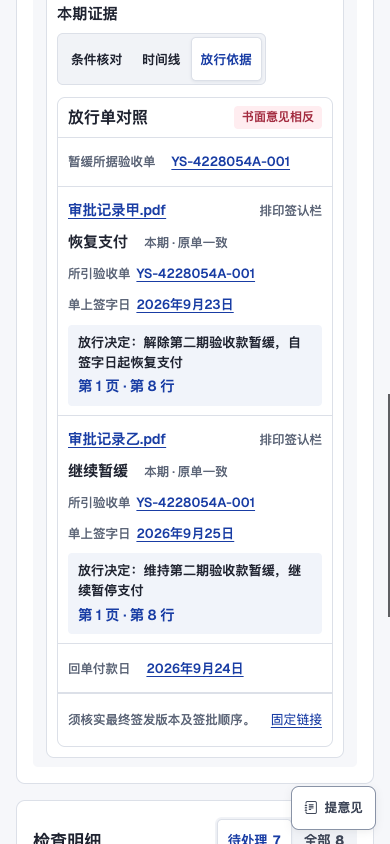 本期证据
条件核对 时间线 放行依据
放行单对照 书面意见相反
暂缓所据验收单 YS-4228054A-001
审批记录甲.pdf 排印签认栏
恢复支付 本期 · 原单一致
所引验收单 YS-4228054A-001
单上签字日 2026年9月23日
放行决定：解除第二期验收款暂缓，自
签字日起恢复支付
第 1 页 · 第 8 行
审批记录乙.pdf 排印签认栏
继续暂缓 本期 · 原单一致
所引验收单 YS-4228054A-001
单上签字日 2026年9月25日
放行决定：维持第二期验收款暂缓，继
续暂停支付
第 1 页 · 第 8 行
回单付款日 2026年9月24日
须核实最终签发版本及签批顺序。 固定链接
提意见
检查明细 待处理 7 全部 8